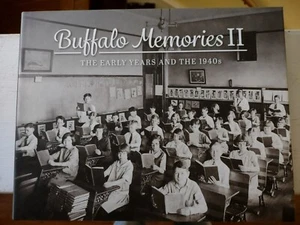 Buffalo Memories II
THE EARLY YEARS AND THE 1940s